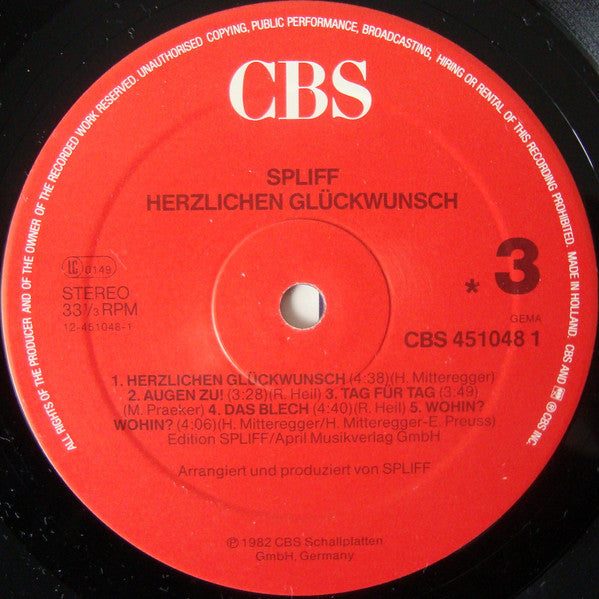 ALL RIGHTS OF THE PRODUCER AND OF THE OWNER OF THE RECORDED WORK RESERVED. UNAUTHORISED COPYING, PUBLIC PERFORMANCE, BROADCASTING, HIRING OR RENTAL OF THIS RECORDING PROHIBITED. MADE IN HOLLAND. CBS AND ARE ℗ © CBS INC.
CBS
SPLIFF
HERZLICHEN GLÜCKWUNSCH
LC 0149
STEREO
33 1/3 RPM
12-451048-1
* 3
GEMA
CBS 451048 1
1. HERZLICHEN GLÜCKWUNSCH (4:38)(H. Mitteregger)
2. AUGEN ZU! (3:28)(R. Heil) 3. TAG FÜR TAG (3:49)
(M. Praeker) 4. DAS BLECH (4:40)(R. Heil) 5. WOHIN?
WOHIN? (4:06)(H. Mitteregger/H. Mitteregger-E. Preuss)
Edition SPLIFF/April Musikverlag GmbH
Arrangiert und produziert von SPLIFF
℗ 1982 CBS Schallplatten
GmbH, Germany